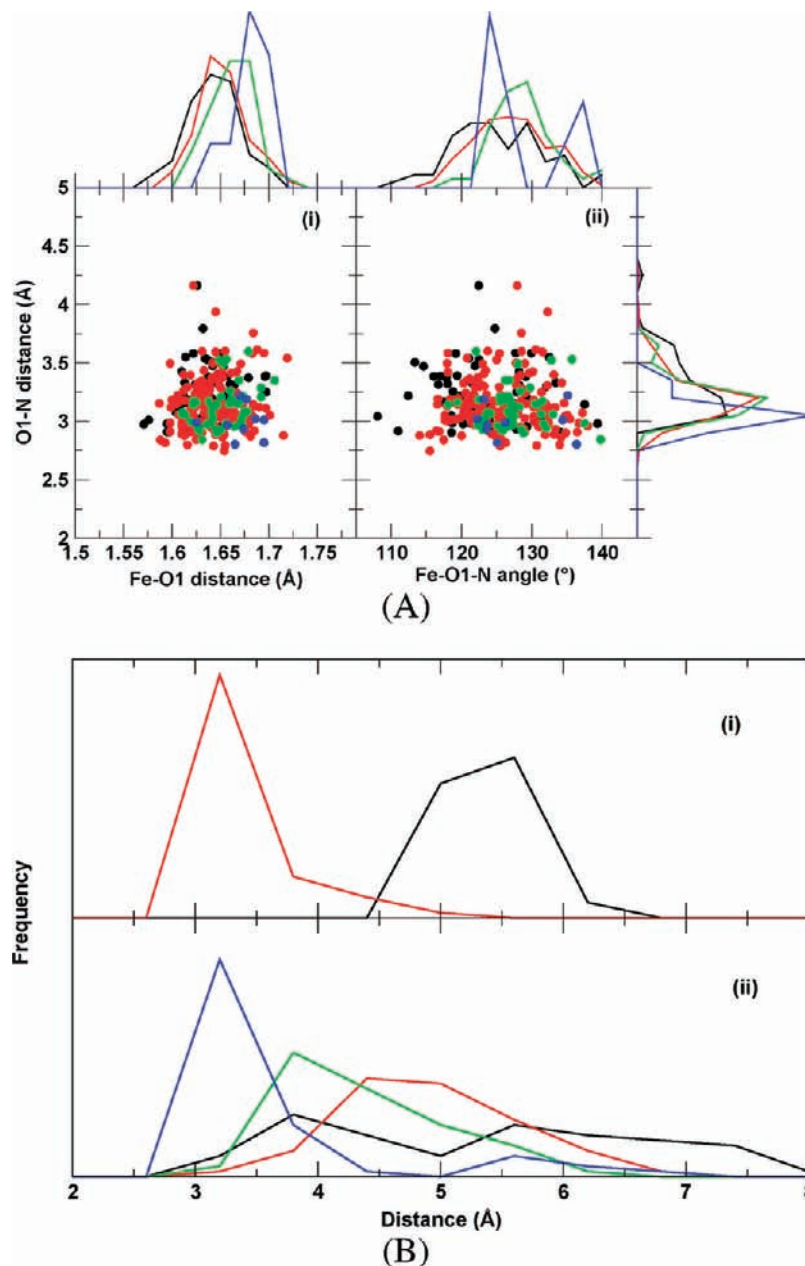 5
(i)
(ii)
4.5
4
3.5
3
2.5
2
O1-N distance (Å)
1.5 1.55 1.6 1.65 1.7 1.75
110 120 130 140
Fe-O1 distance (Å)
Fe-O1-N angle (°)
(A)
(i)
Frequency
(ii)
2 3 4 5 6 7 8
Distance (Å)
(B)